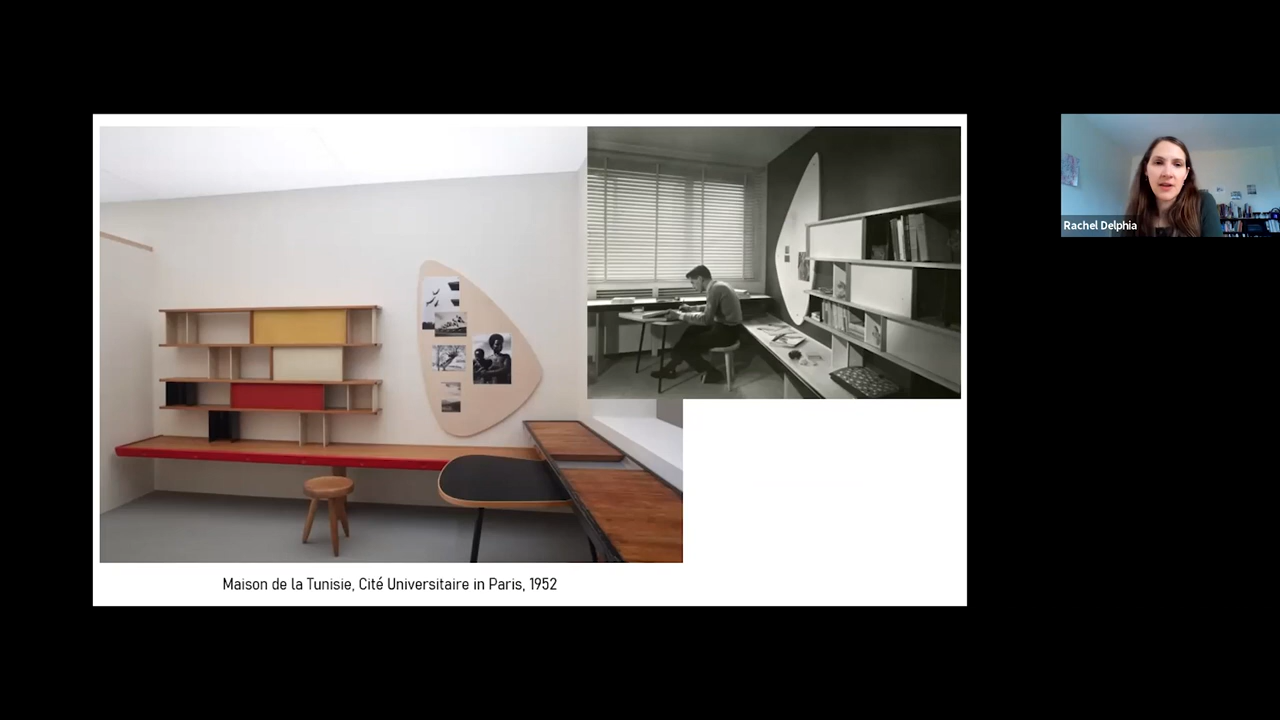 Rachel Delphia
Maison de la Tunisie, Cité Universitaire in Paris, 1952